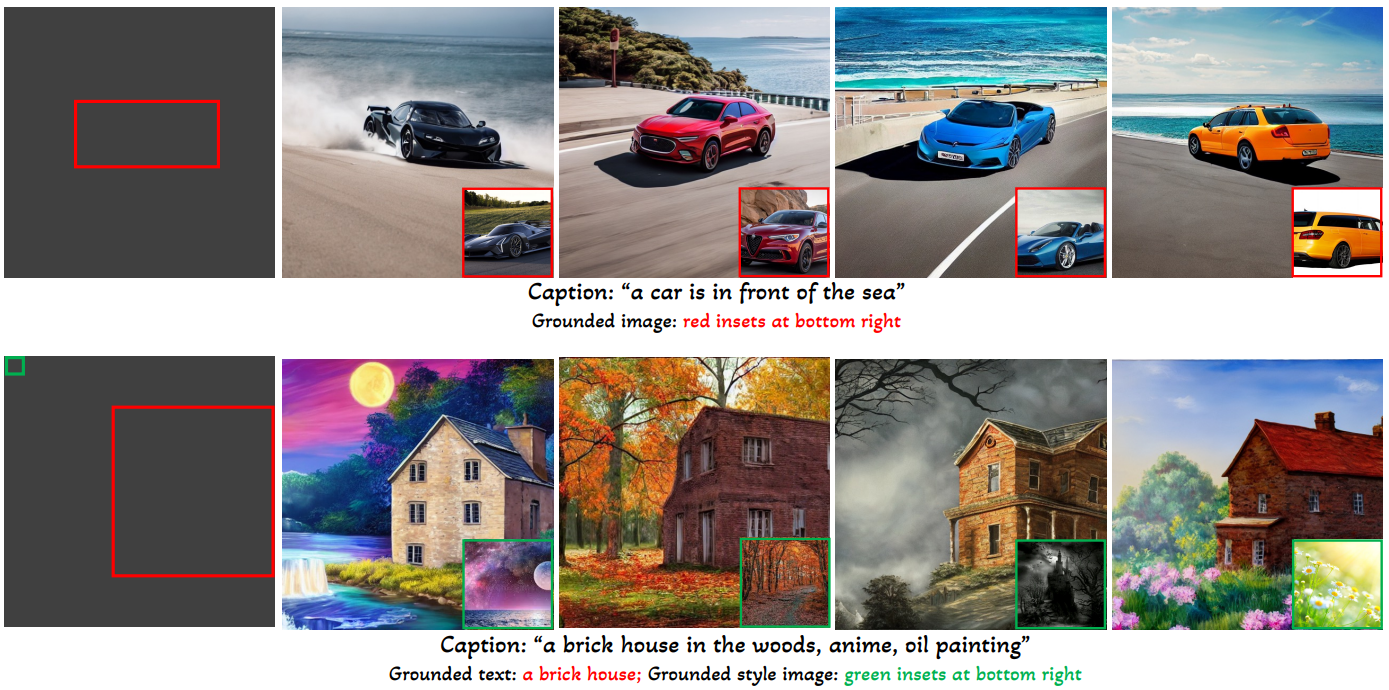 Caption: “a car is in front of the sea”
Grounded image: red insets at bottom right
Caption: “a brick house in the woods, anime, oil painting”
Grounded text: a brick house; Grounded style image: green insets at bottom right